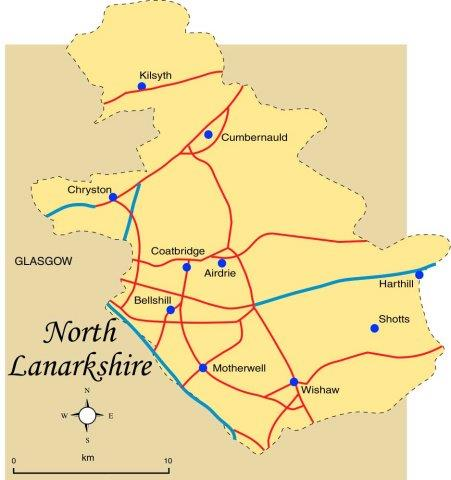 Kilsyth
Cumbernauld
Chryston
GLASGOW
Coatbridge
Airdrie
Harthill
Bellshill
Shotts
North
Lanarkshire
Motherwell
Wishaw
N
W E
S
km
0 10